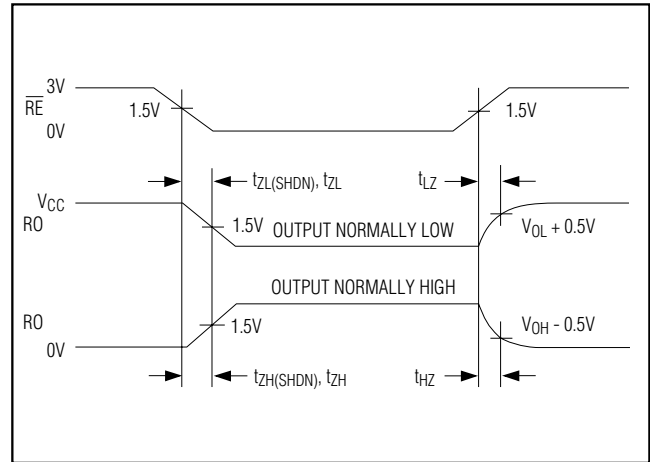 3V
R̅E̅
1.5V
1.5V
0V
tZL(SHDN), tZL
tLZ
VCC
RO
1.5V
OUTPUT NORMALLY LOW
VOL + 0.5V
OUTPUT NORMALLY HIGH
RO
1.5V
VOH - 0.5V
0V
tZH(SHDN), tZH
tHZ